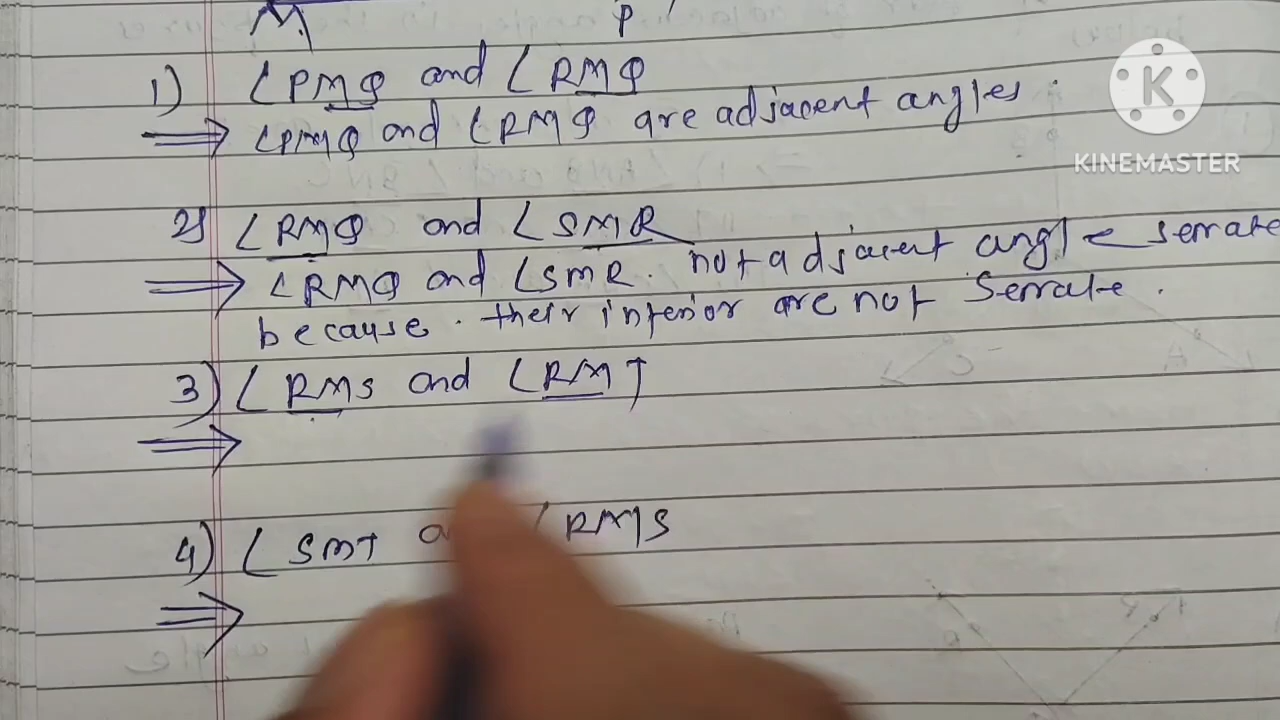 M P
1) ∠PMQ and ∠RMQ
⇒ ∠PMQ and ∠RMQ are adjacent angles.
2) ∠RMQ and ∠SMR
⇒ ∠RMQ and ∠SMR. not adjacent angle serrate
because. their interior are not Serrate.
3) ∠RMS and ∠RMT
⇒
4) ∠SMT ∠RMS
⇒
K
KINEMASTER